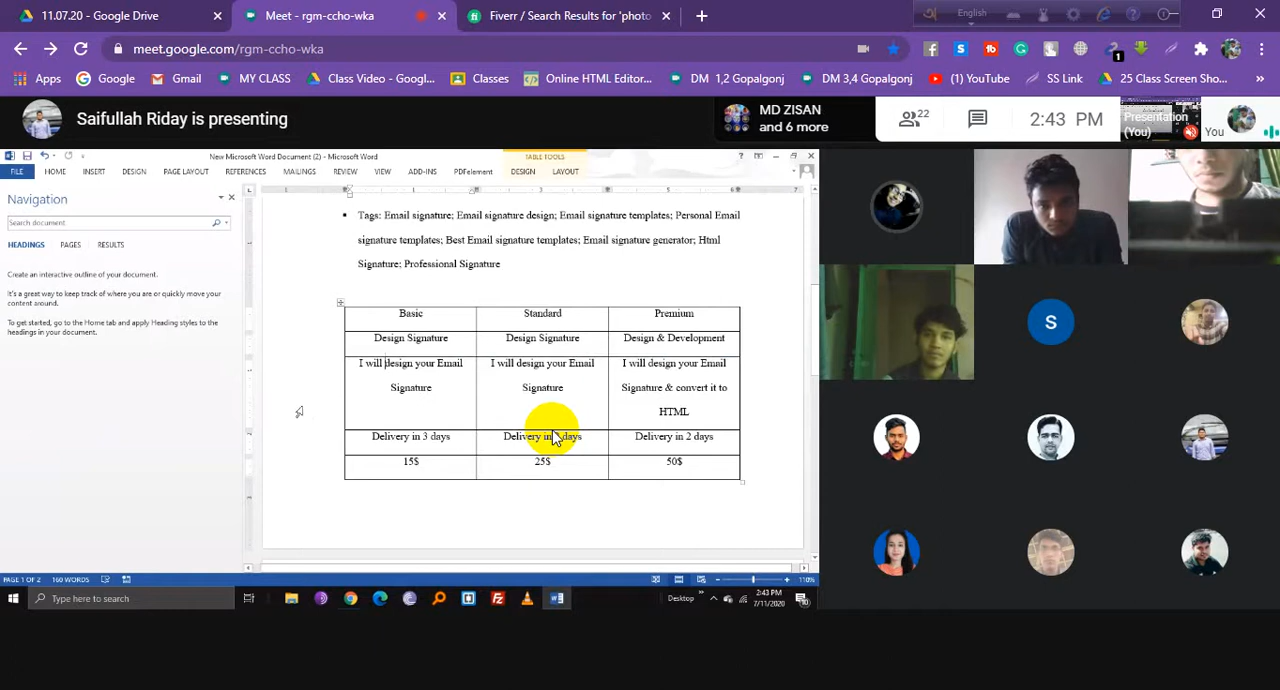 11.07.20 - Google Drive
Meet - rgm-ccho-wka
Fiverr / Search Results for 'photo
English
meet.google.com/rgm-ccho-wka
1
Apps
Google
Gmail
MY CLASS
Class Video - Googl...
Classes
Online HTML Editor...
DM 1,2 Gopalgonj
DM 3,4 Gopalgonj
(1) YouTube
SS Link
25 Class Screen Sho...
Saifullah Riday is presenting
MD ZISAN
and 6 more
22
2:43 PM
Presentation
(You)
You
New Microsoft Word Document (2) - Microsoft Word
TABLE TOOLS
FILE
HOME
INSERT
DESIGN
PAGE LAYOUT
REFERENCES
MAILINGS
REVIEW
VIEW
ADD-INS
PDFelement
DESIGN
LAYOUT
Navigation
Search document
HEADINGS
PAGES
RESULTS
Create an interactive outline of your document.
It's a great way to keep track of where you are or quickly move your
content around.
To get started, go to the Home tab and apply Heading styles to the
headings in your document.
Tags: Email signature; Email signature design; Email signature templates; Personal Email
signature templates; Best Email signature templates; Email signature generator; Html
Signature; Professional Signature
Basic
Standard
Premium
Design Signature
Design Signature
Design & Development
I will design your Email
Signature
I will design your Email
Signature
I will design your Email
Signature & convert it to
HTML
Delivery in 3 days
Delivery in days
Delivery in 2 days
15$
25$
50$
S
PAGE 1 OF 2
160 WORDS
110%
Type here to search
Desktop
2:43 PM
7/11/2020